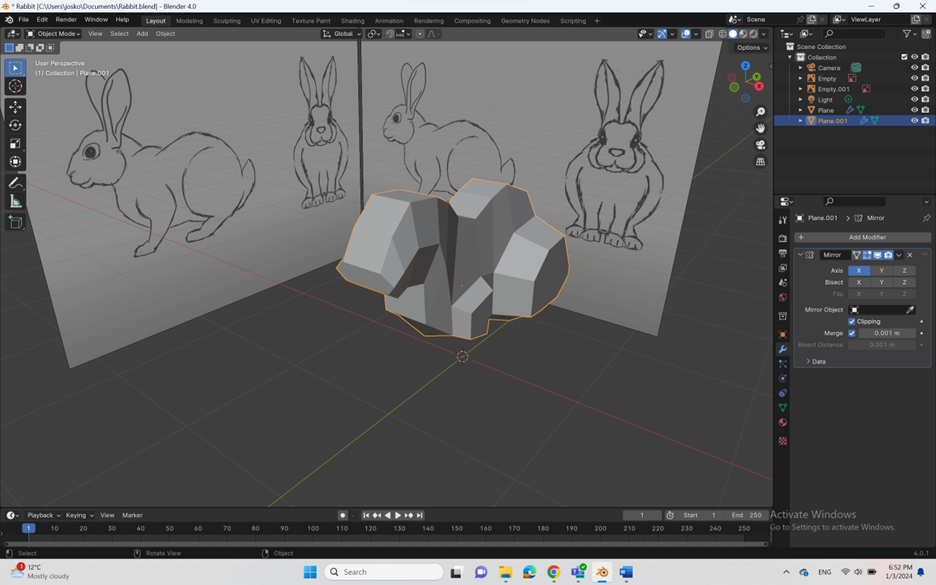 * Rabbit [C:\Users\josko\Documents\Rabbit.blend] - Blender 4.0
File Edit Render Window Help Layout Modeling Sculpting UV Editing Texture Paint Shading Animation Rendering Compositing Geometry Nodes Scripting + Scene ViewLayer
Object Mode View Select Add Object Global
Options
User Perspective
(1) Collection | Plane.001
Z
Y
X
Scene Collection
Collection
Camera
Empty
Empty.001
Light
Plane
Plane.001
Plane.001 > Mirror
+ Add Modifier
Mirror
Axis X Y Z
Bisect X Y Z
Flip X Y Z
Mirror Object
Clipping
Merge 0.001 m
Bisect Distance 0.001 m
Data
Playback Keying View Marker 1 Start 1 End 250
1 10 20 30 40 50 60 70 80 90 100 110 120 130 140 150 160 170 180 190 200 210 220 230 240 250
Activate Windows
Go to Settings to activate Windows.
Select Rotate View Object 4.0.1
1
12°C
Mostly cloudy
Search
ENG
6:52 PM
1/3/2024